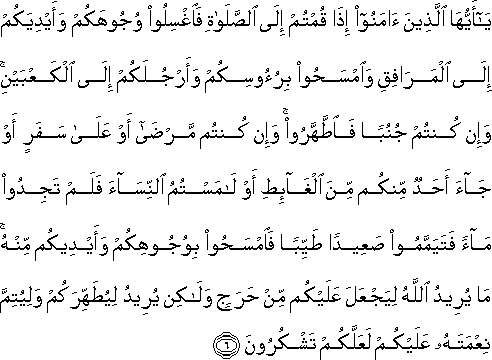 يَـٰٓأَيُّهَا ٱلَّذِينَ ءَامَنُوٓا۟ إِذَا قُمْتُمْ إِلَى ٱلصَّلَوٰةِ فَٱغْسِلُوا۟ وُجُوهَكُمْ وَأَيْدِيَكُمْ
إِلَى ٱلْمَرَافِقِ وَٱمْسَحُوا۟ بِرُءُوسِكُمْ وَأَرْجُلَكُمْ إِلَى ٱلْكَعْبَيْنِ ۚ
وَإِن كُنتُمْ جُنُبًا فَٱطَّهَّرُوا۟ ۚ وَإِن كُنتُم مَّرْضَىٰٓ أَوْ عَلَىٰ سَفَرٍ أَوْ
جَآءَ أَحَدٌ مِّنكُم مِّنَ ٱلْغَآئِطِ أَوْ لَـٰمَسْتُمُ ٱلنِّسَآءَ فَلَمْ تَجِدُوا۟
مَآءً فَتَيَمَّمُوا۟ صَعِيدًا طَيِّبًا فَٱمْسَحُوا۟ بِوُجُوهِكُمْ وَأَيْدِيكُم مِّنْهُ ۚ
مَا يُرِيدُ ٱللَّهُ لِيَجْعَلَ عَلَيْكُم مِّنْ حَرَجٍ وَلَـٰكِن يُرِيدُ لِيُطَهِّرَكُمْ وَلِيُتِمَّ
نِعْمَتَهُۥ عَلَيْكُمْ لَعَلَّكُمْ تَشْكُرُونَ ۝٦